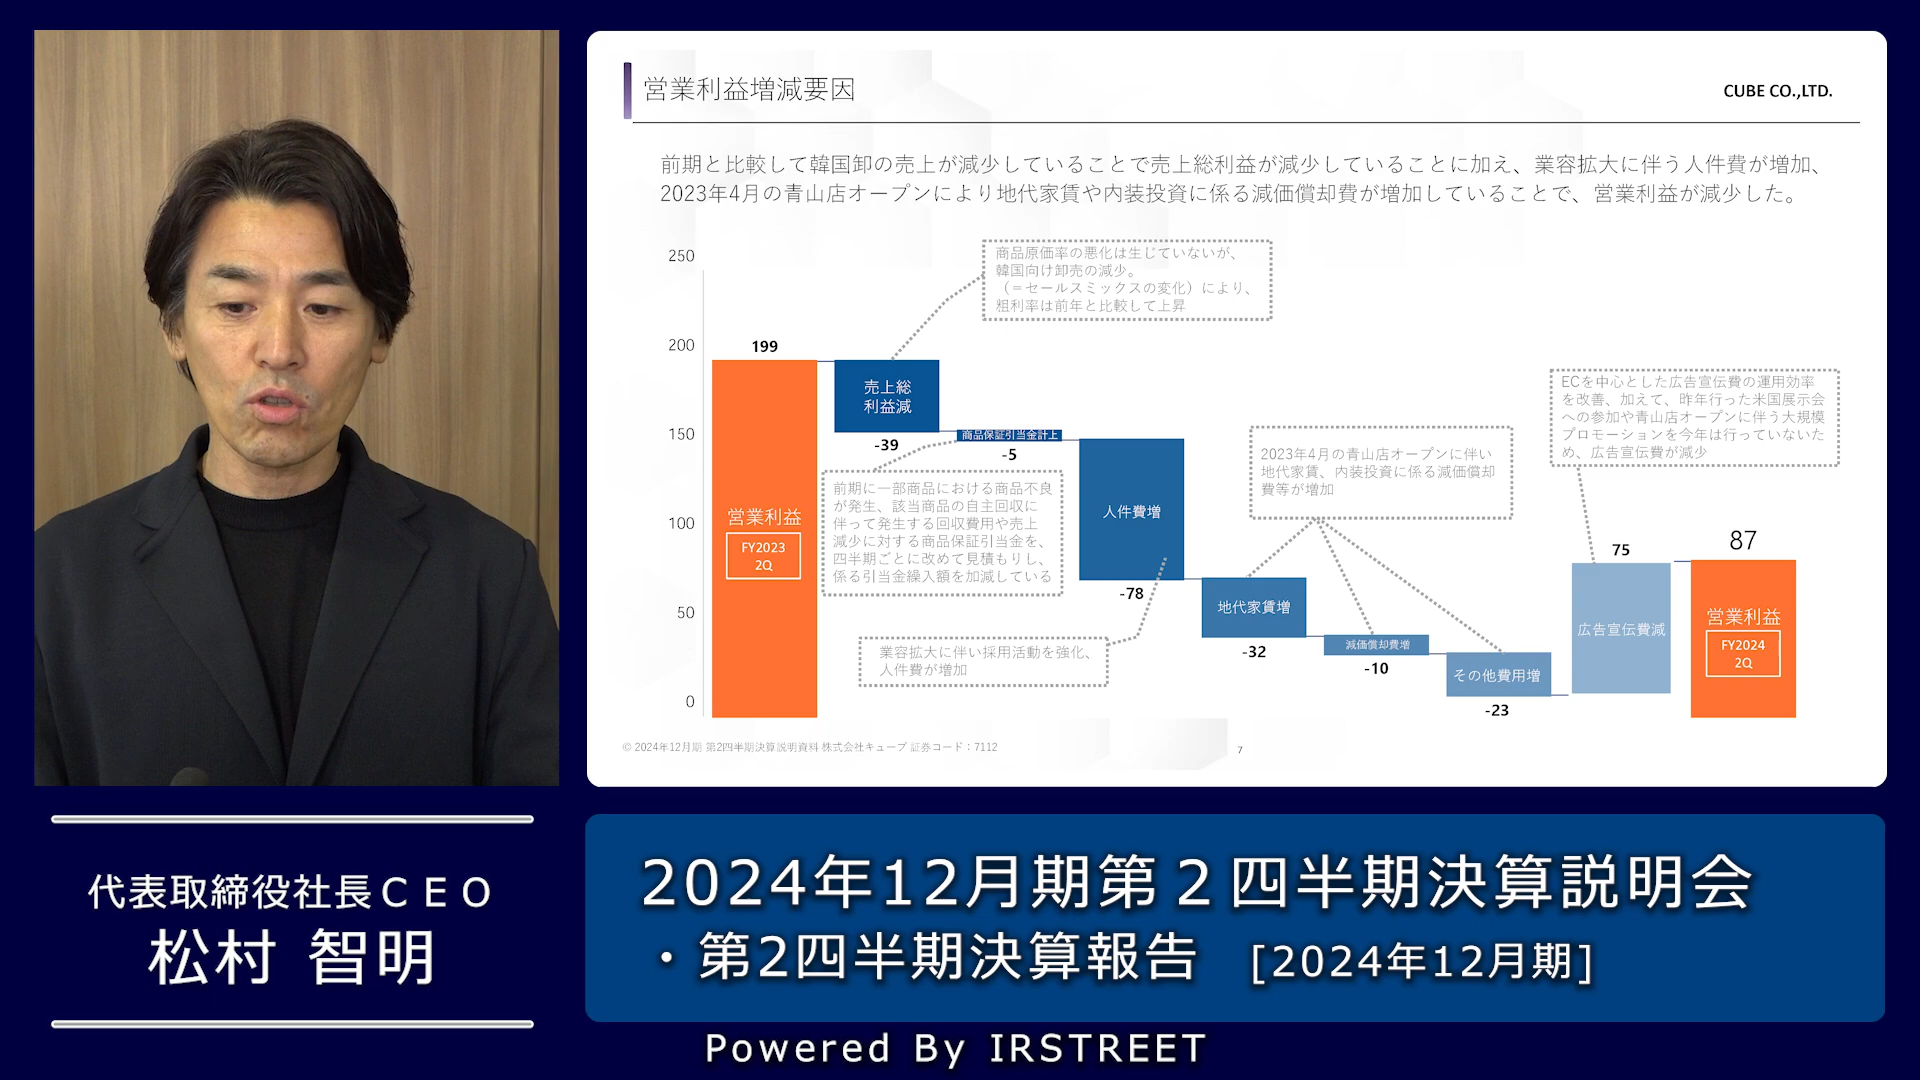 営業利益増減要因
CUBE CO.,LTD.
前期と比較して韓国卸の売上が減少していることで売上総利益が減少していることに加え、業容拡大に伴う人件費が増加、
2023年4月の青山店オープンにより地代家賃や内装投資に係る減価償却費が増加していることで、営業利益が減少した。
250
200
150
100
50
0
199
営業利益
FY2023
2Q
売上総
利益減
-39
商品原価率の悪化は生じていないが、
韓国向け卸売の減少。
（＝セールスミックスの変化）により、
粗利率は前年と比較して上昇
商品保証引当金計上
-5
前期に一部商品における商品不良
が発生、該当商品の自主回収に
伴って発生する回収費用や売上
減少に対する商品保証引当金を、
四半期ごとに改めて見積もりし、
係る引当金繰入額を加減している
人件費増
-78
業容拡大に伴い採用活動を強化、
人件費が増加
地代家賃増
-32
減価償却費増
-10
その他費用増
-23
2023年4月の青山店オープンに伴い
地代家賃、内装投資に係る減価償却
費等が増加
ECを中心とした広告宣伝費の運用効率
を改善、加えて、昨年行った米国展示会
への参加や青山店オープンに伴う大規模
プロモーションを今年は行っていないた
め、広告宣伝費が減少
75
広告宣伝費減
87
営業利益
FY2024
2Q
© 2024年12月期 第2四半期決算説明資料 株式会社キューブ 証券コード：7112
7
代表取締役社長ＣＥＯ
松村 智明
2024年12月期第２四半期決算説明会
・第2四半期決算報告 [2024年12月期]
Powered By IRSTREET